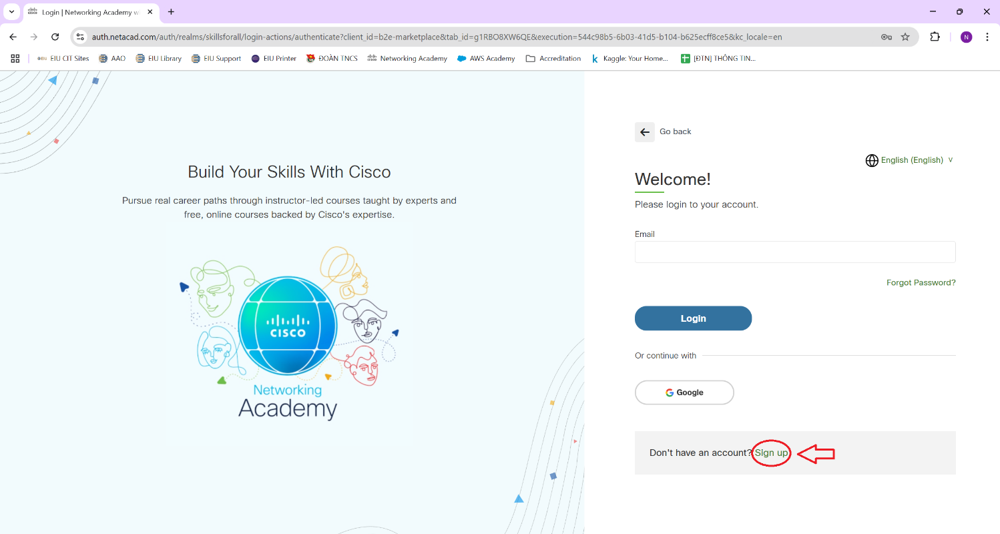 Login | Networking Academy w
auth.netacad.com/auth/realms/skillsforall/login-actions/authenticate?client_id=b2e-marketplace&tab_id=g1RBO8XW6QE&execution=544c98b5-6b03-41d5-b104-b625ecff8ce5&kc_locale=en
N
EIU CIT Sites
AAO
EIU Library
EIU Support
EIU Printer
ĐOÀN TNCS
Networking Academy
AWS Academy
Accreditation
Kaggle: Your Home...
[ĐTN] THÔNG TIN...
Build Your Skills With Cisco
Pursue real career paths through instructor-led courses taught by experts and
free, online courses backed by Cisco's expertise.
CISCO
Networking
Academy
Go back
English (English) v
Welcome!
Please login to your account.
Email
Forgot Password?
Login
Or continue with
Google
Don't have an account? Sign up